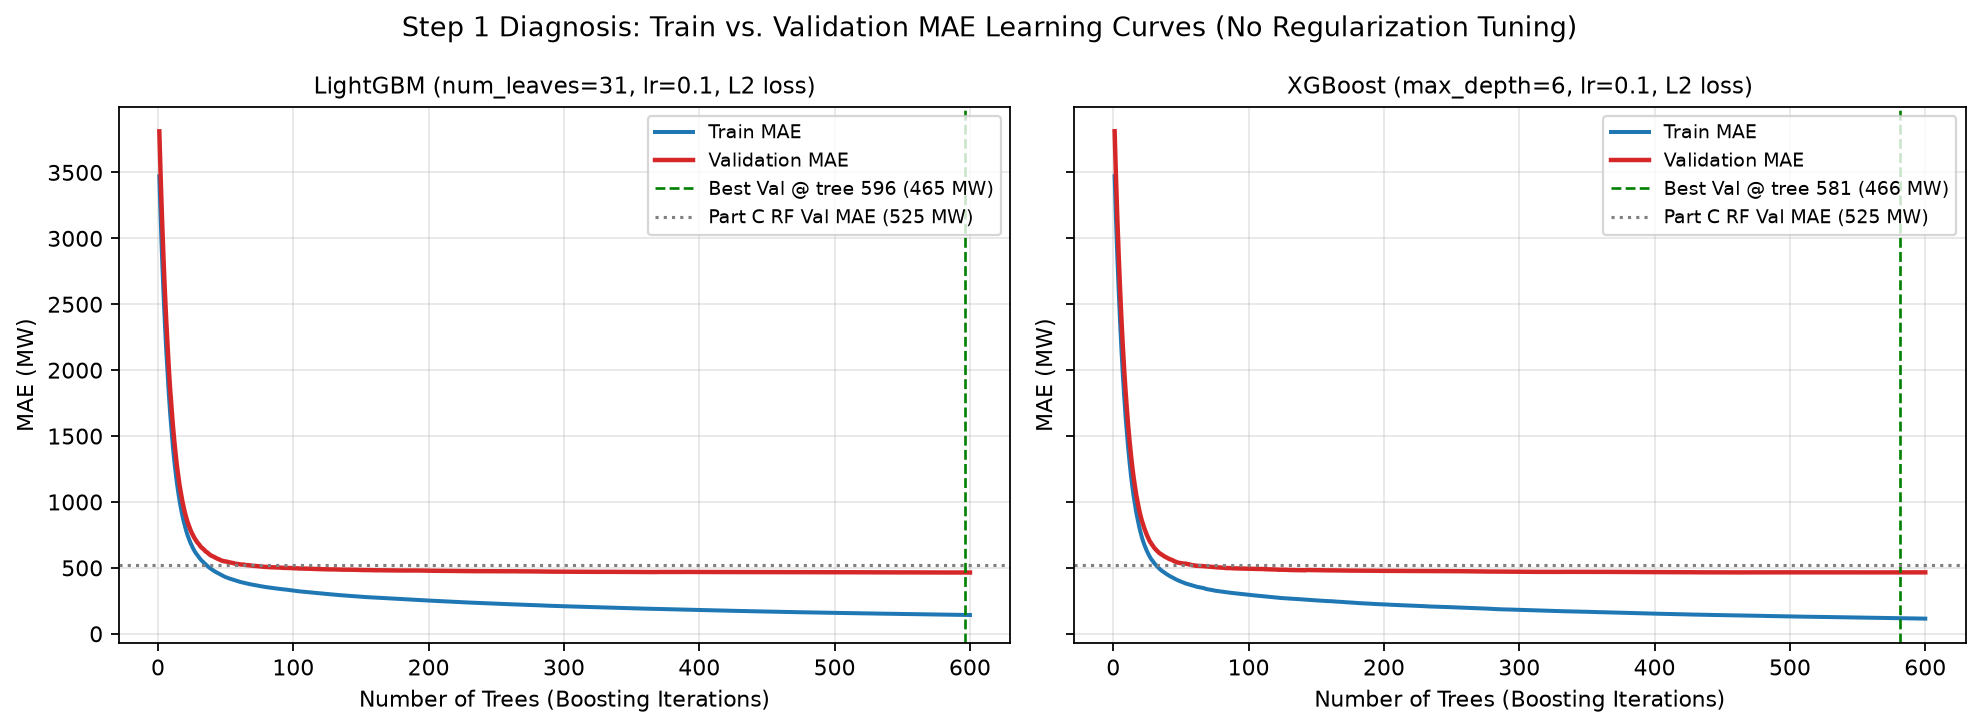 Step 1 Diagnosis: Train vs. Validation MAE Learning Curves (No Regularization Tuning)
LightGBM (num_leaves=31, lr=0.1, L2 loss)
Train MAE
Validation MAE
Best Val @ tree 596 (465 MW)
Part C RF Val MAE (525 MW)
MAE (MW)
3500
3000
2500
2000
1500
1000
500
0
0 100 200 300 400 500 600
Number of Trees (Boosting Iterations)
XGBoost (max_depth=6, lr=0.1, L2 loss)
Train MAE
Validation MAE
Best Val @ tree 581 (466 MW)
Part C RF Val MAE (525 MW)
MAE (MW)
0 100 200 300 400 500 600
Number of Trees (Boosting Iterations)